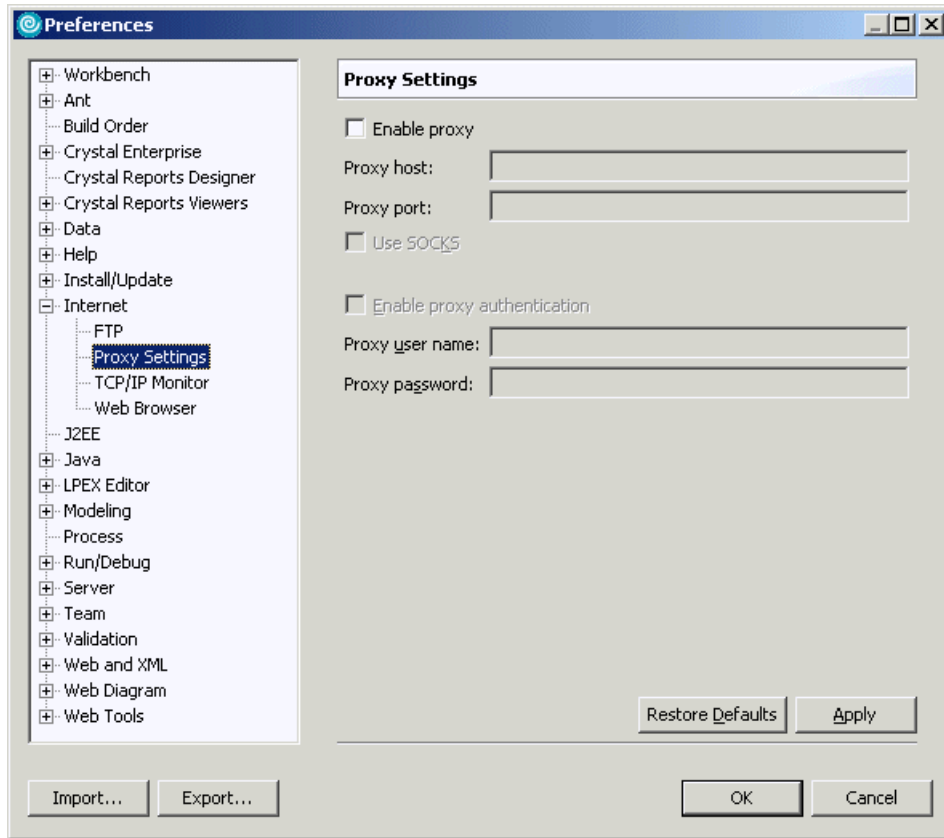 Preferences
Workbench
Ant
Build Order
Crystal Enterprise
Crystal Reports Designer
Crystal Reports Viewers
Data
Help
Install/Update
Internet
FTP
Proxy Settings
TCP/IP Monitor
Web Browser
J2EE
Java
LPEX Editor
Modeling
Process
Run/Debug
Server
Team
Validation
Web and XML
Web Diagram
Web Tools
Proxy Settings
Enable proxy
Proxy host:
Proxy port:
Use SOCKS
Enable proxy authentication
Proxy user name:
Proxy password:
Restore Defaults Apply
Import... Export... OK Cancel